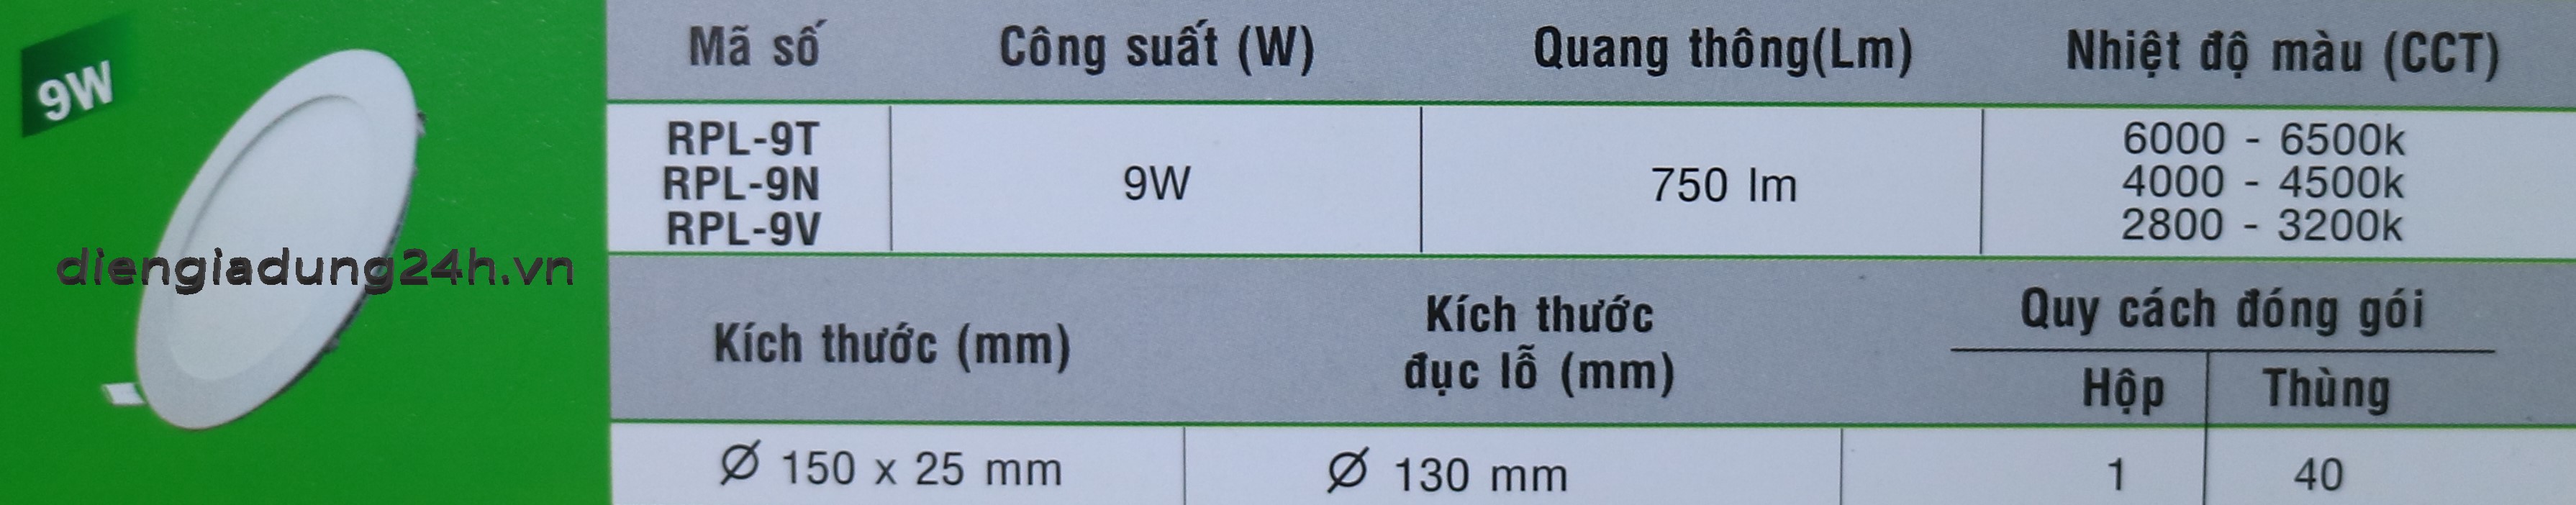 9W
diengiadung24h.vn
Mã số Công suất (W) Quang thông(Lm) Nhiệt độ màu (CCT)
RPL-9T 6000 - 6500k
RPL-9N 9W 750 lm 4000 - 4500k
RPL-9V 2800 - 3200k
Kích thước (mm) Kích thước đục lỗ (mm) Quy cách đóng gói
Hộp Thùng
Ø 150 x 25 mm Ø 130 mm 1 40